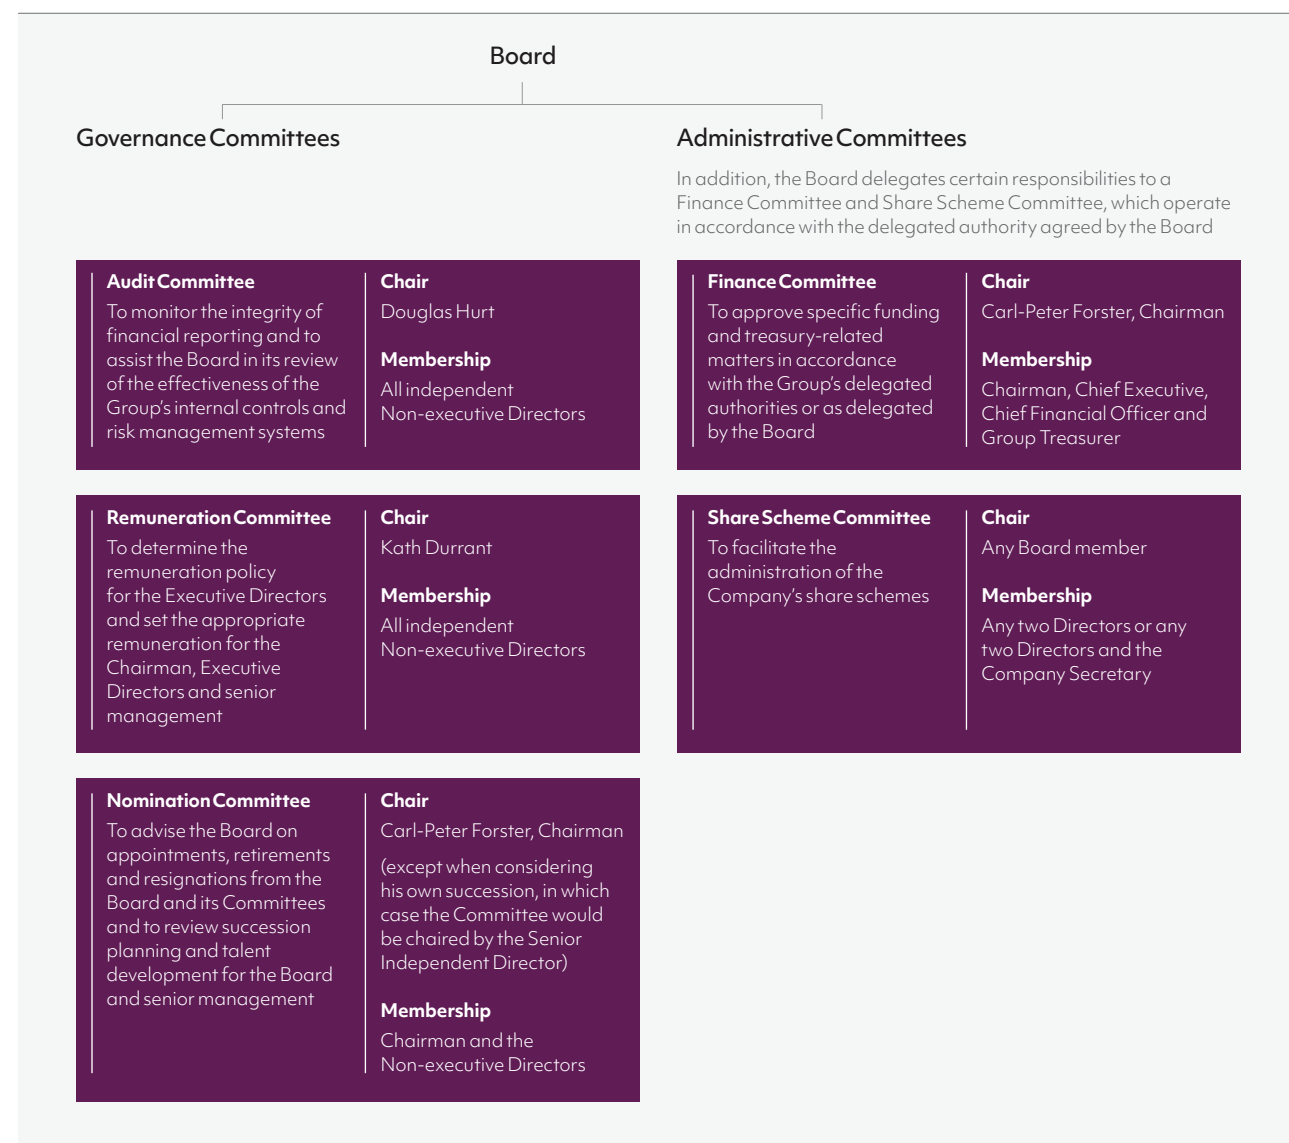 Board
Governance Committees
Audit Committee
To monitor the integrity of
financial reporting and to
assist the Board in its review
of the effectiveness of the
Group's internal controls and
risk management systems
Chair
Douglas Hurt
Membership
All independent
Non-executive Directors
Remuneration Committee
To determine the
remuneration policy
for the Executive Directors
and set the appropriate
remuneration for the
Chairman, Executive
Directors and senior
management
Chair
Kath Durrant
Membership
All independent
Non-executive Directors
Nomination Committee
To advise the Board on
appointments, retirements
and resignations from the
Board and its Committees
and to review succession
planning and talent
development for the Board
and senior management
Chair
Carl-Peter Forster, Chairman
(except when considering
his own succession, in which
case the Committee would
be chaired by the Senior
Independent Director)
Membership
Chairman and the
Non-executive Directors
Administrative Committees
In addition, the Board delegates certain responsibilities to a
Finance Committee and Share Scheme Committee, which operate
in accordance with the delegated authority agreed by the Board
Finance Committee
To approve specific funding
and treasury-related
matters in accordance
with the Group's delegated
authorities or as delegated
by the Board
Chair
Carl-Peter Forster, Chairman
Membership
Chairman, Chief Executive,
Chief Financial Officer and
Group Treasurer
Share Scheme Committee
To facilitate the
administration of the
Company's share schemes
Chair
Any Board member
Membership
Any two Directors or any
two Directors and the
Company Secretary